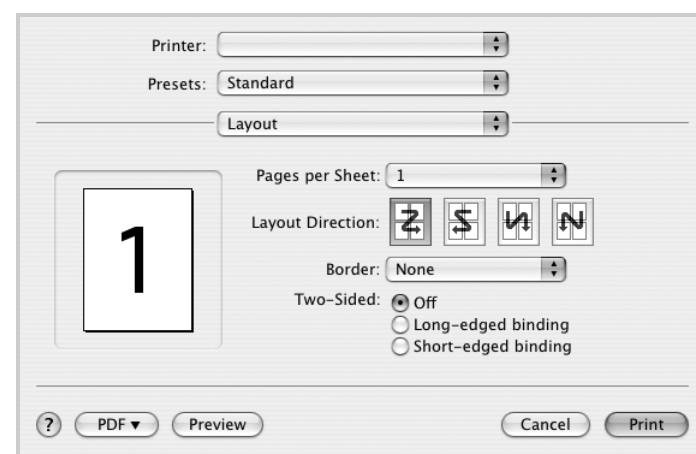 Printer:
Presets: Standard
Layout
Pages per Sheet: 1
Layout Direction:
Border: None
Two-Sided: Off
Long-edged binding
Short-edged binding
1
? PDF ▼ Preview Cancel Print